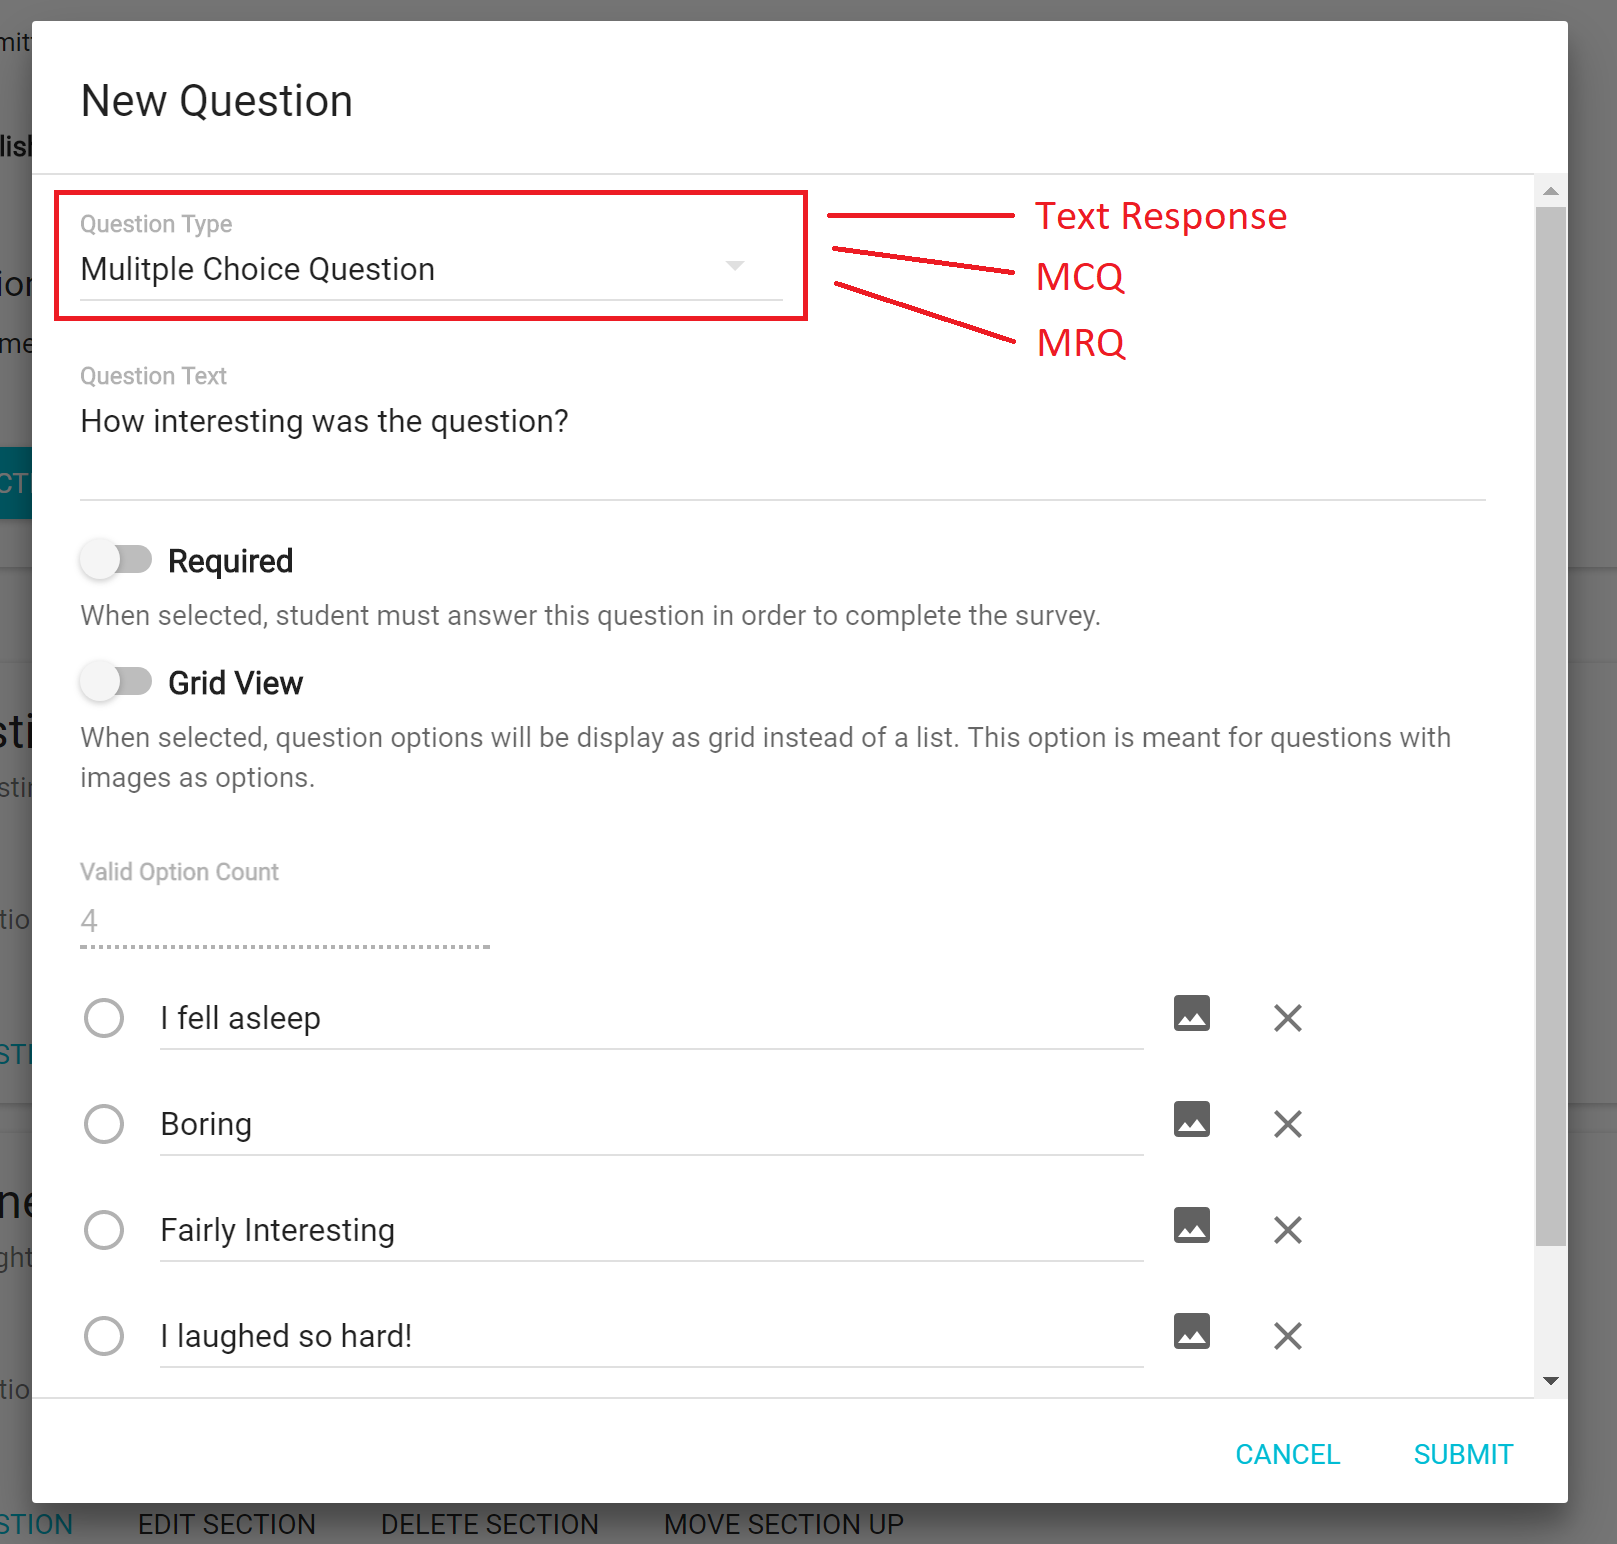 New Question
Question Type
Mulitple Choice Question
Text Response
MCQ
MRQ
Question Text
How interesting was the question?
Required
When selected, student must answer this question in order to complete the survey.
Grid View
When selected, question options will be display as grid instead of a list. This option is meant for questions with
images as options.
Valid Option Count
4
I fell asleep
Boring
Fairly Interesting
I laughed so hard!
CANCEL
SUBMIT
EDIT SECTION
DELETE SECTION
MOVE SECTION UP